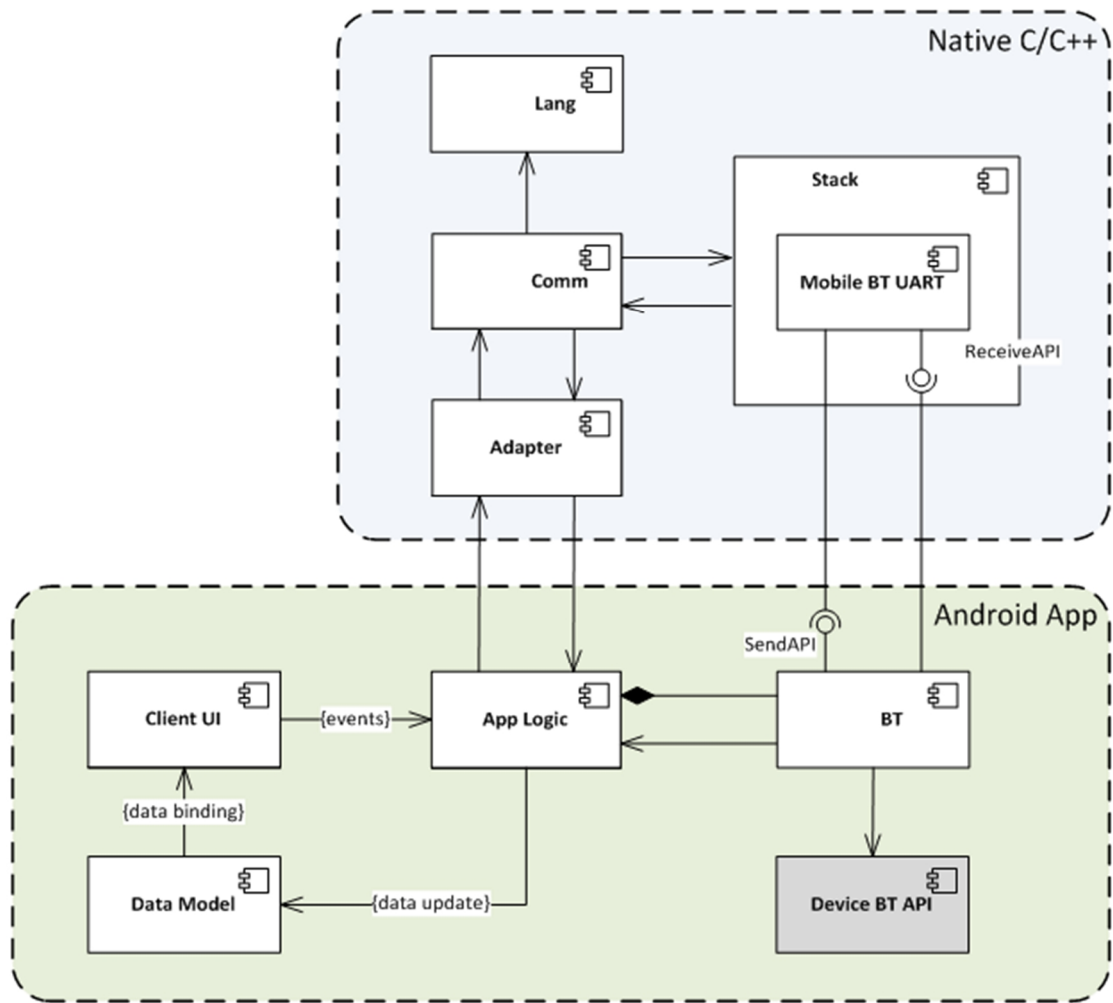 Native C/C++
Lang
Stack
Comm
Mobile BT UART
ReceiveAPI
Adapter
Android App
SendAPI
Client UI
{events}
App Logic
BT
{data binding}
Data Model
{data update}
Device BT API